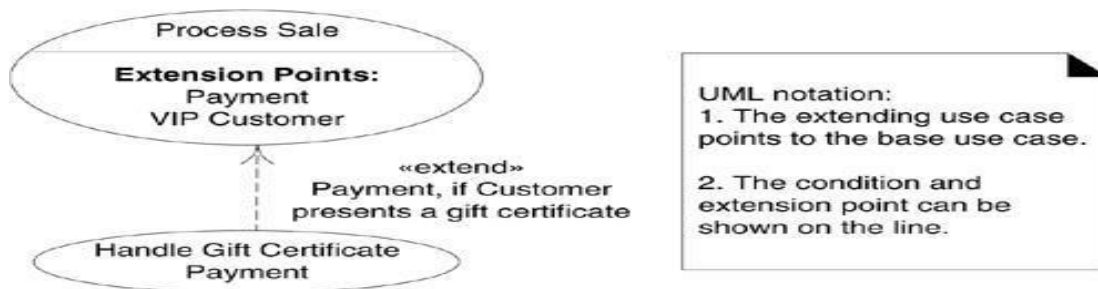 Process Sale
Extension Points:
Payment
VIP Customer
«extend»
Payment, if Customer
presents a gift certificate
Handle Gift Certificate
Payment
UML notation:
1. The extending use case
points to the base use case.
2. The condition and
extension point can be
shown on the line.